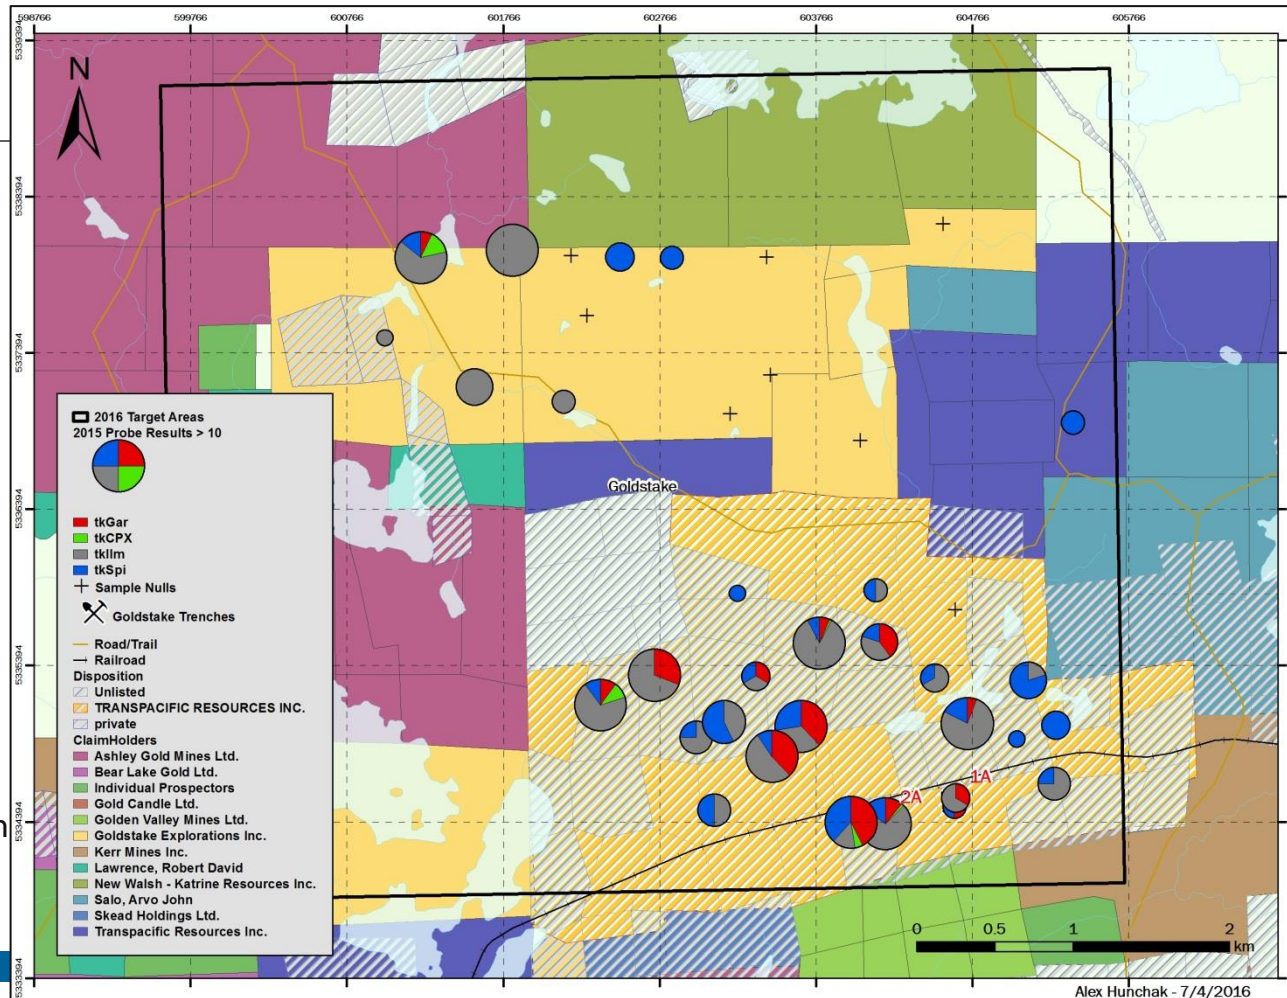 598766 599766 600766 601766 602766 603766 604766 605766
5339394
5338394
5337394
5336394
5335394
5334394
5333394
N
2016 Target Areas
2015 Probe Results > 10
tkGar
tkCPX
tkIlm
tkSpi
Sample Nulls
Goldstake Trenches
Road/Trail
Railroad
Disposition
Unlisted
TRANSPACIFIC RESOURCES INC.
private
ClaimHolders
Ashley Gold Mines Ltd.
Bear Lake Gold Ltd.
Individual Prospectors
Gold Candle Ltd.
Golden Valley Mines Ltd.
Goldstake Explorations Inc.
Kerr Mines Inc.
Lawrence, Robert David
New Walsh - Katrine Resources Inc.
Salo, Arvo John
Skead Holdings Ltd.
Transpacific Resources Inc.
Goldstake
1A
2A
0 0.5 1 2
km
Alex Hunchak - 7/4/2016